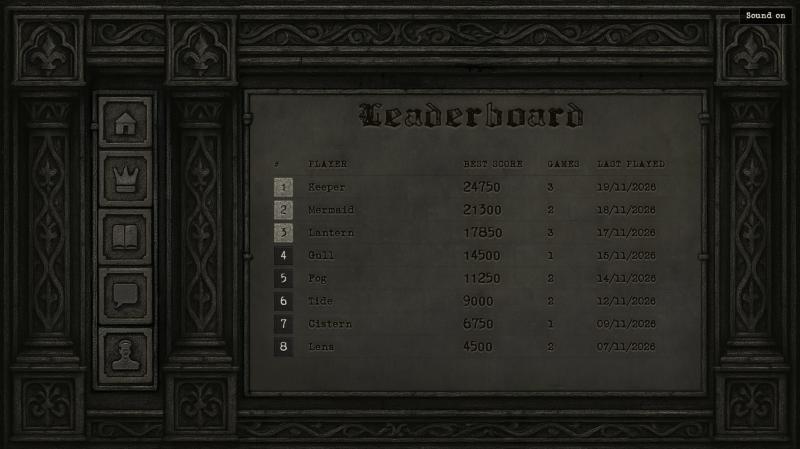 Sound on
Leaderboard
# PLAYER BEST SCORE GAMES LAST PLAYED
1 Keeper 24750 3 19/11/2026
2 Mermaid 21300 2 18/11/2026
3 Lantern 17850 3 17/11/2026
4 Gull 14500 1 15/11/2026
5 Fog 11250 2 14/11/2026
6 Tide 9000 2 12/11/2026
7 Cistern 6750 1 09/11/2026
8 Lens 4500 2 07/11/2026